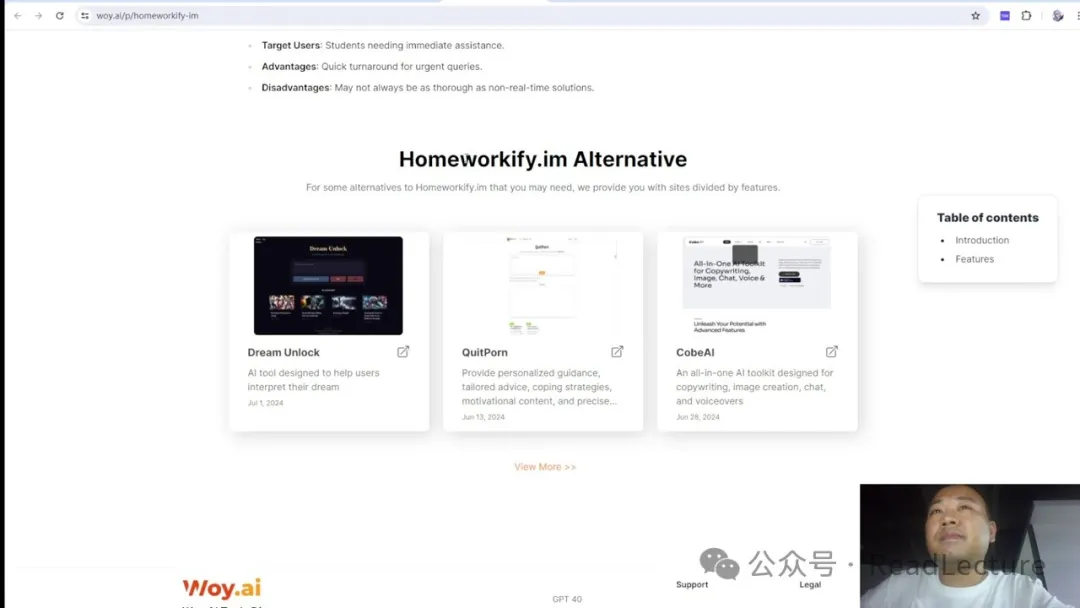 woy.ai/p/homeworkify-im
Target Users: Students needing immediate assistance.
Advantages: Quick turnaround for urgent queries.
Disadvantages: May not always be as thorough as non-real-time solutions.
Homeworkify.im Alternative
For some alternatives to Homeworkify.im that you may need, we provide you with sites divided by features.
Table of contents
Introduction
Features
Dream Unlock
QuitPorn
All-In-One AI Toolkit
for Copywriting,
Image, Chat, Voice &
More
Unleash Your Potential with
Advanced Features
Dream Unlock
AI tool designed to help users
interpret their dream
Jul 1, 2024
QuitPorn
Provide personalized guidance,
tailored advice, coping strategies,
motivational content, and precise...
Jun 13, 2024
CobeAI
An all-in-one AI toolkit designed for
copywriting, image creation, chat,
and voiceovers
Jun 28, 2024
View More >>
Woy.ai
GPT 40
Support
Legal
公众号 · ReadLecture